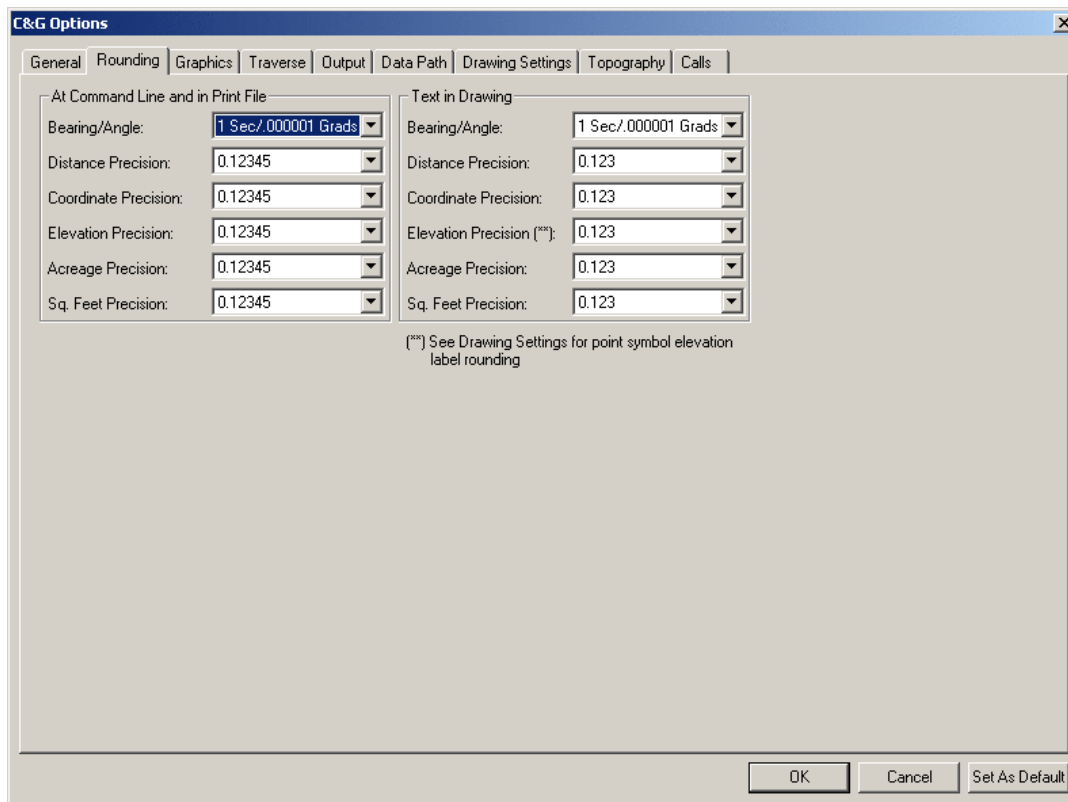 C&G Options
General Rounding Graphics Traverse Output Data Path Drawing Settings Topography Calls
At Command Line and in Print File
Bearing/Angle: 1 Sec/.000001 Grads
Distance Precision: 0.12345
Coordinate Precision: 0.12345
Elevation Precision: 0.12345
Acreage Precision: 0.12345
Sq. Feet Precision: 0.12345
Text in Drawing
Bearing/Angle: 1 Sec/.000001 Grads
Distance Precision: 0.123
Coordinate Precision: 0.123
Elevation Precision (**): 0.123
Acreage Precision: 0.123
Sq. Feet Precision: 0.123
(**) See Drawing Settings for point symbol elevation
label rounding
OK Cancel Set As Default